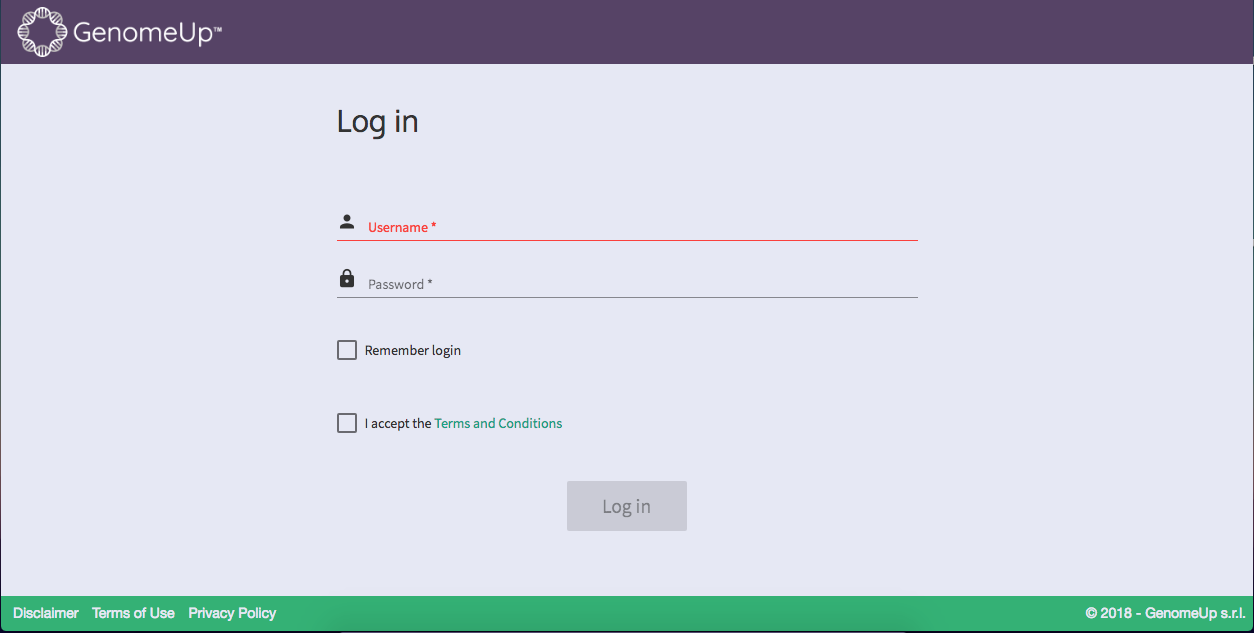 GenomeUp™
Log in
Username *
Password *
Remember login
I accept the Terms and Conditions
Log in
Disclaimer Terms of Use Privacy Policy © 2018 - GenomeUp s.r.l.